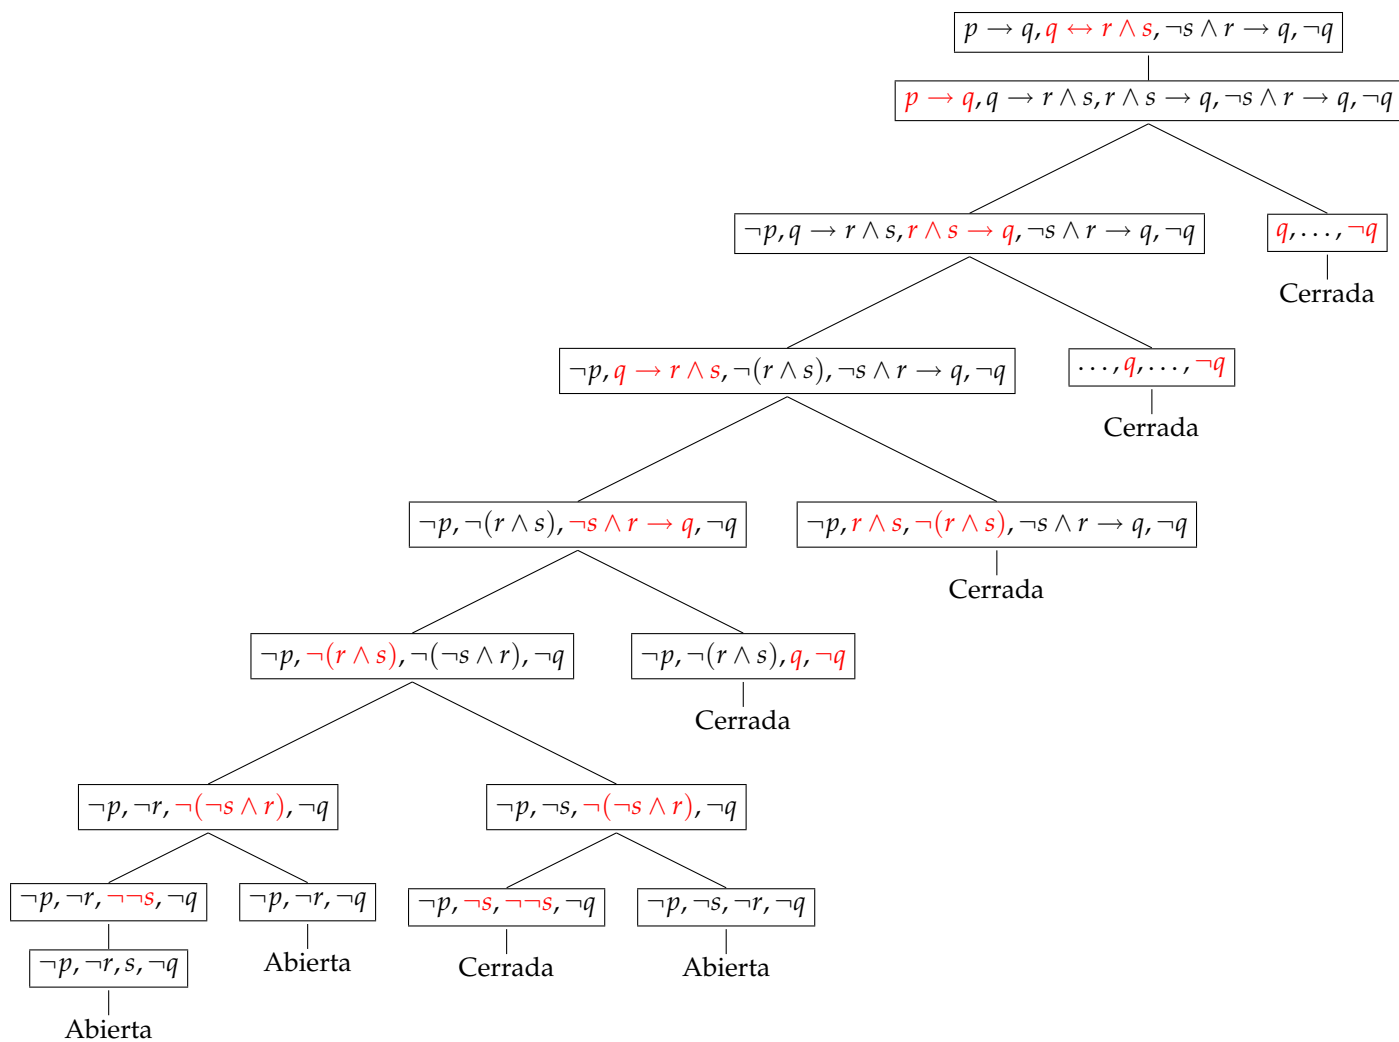 p → q, q ↔ r ∧ s, ¬s ∧ r → q, ¬q
p → q, q → r ∧ s, r ∧ s → q, ¬s ∧ r → q, ¬q
¬p, q → r ∧ s, r ∧ s → q, ¬s ∧ r → q, ¬q
q, . . . , ¬q
Cerrada
¬p, q → r ∧ s, ¬(r ∧ s), ¬s ∧ r → q, ¬q
. . . , q, . . . , ¬q
Cerrada
¬p, ¬(r ∧ s), ¬s ∧ r → q, ¬q
¬p, r ∧ s, ¬(r ∧ s), ¬s ∧ r → q, ¬q
Cerrada
¬p, ¬(r ∧ s), ¬(¬s ∧ r), ¬q
¬p, ¬(r ∧ s), q, ¬q
Cerrada
¬p, ¬r, ¬(¬s ∧ r), ¬q
¬p, ¬s, ¬(¬s ∧ r), ¬q
¬p, ¬r, ¬¬s, ¬q
¬p, ¬r, ¬q
¬p, ¬s, ¬¬s, ¬q
¬p, ¬s, ¬r, ¬q
¬p, ¬r, s, ¬q
Abierta
Cerrada
Abierta
Abierta